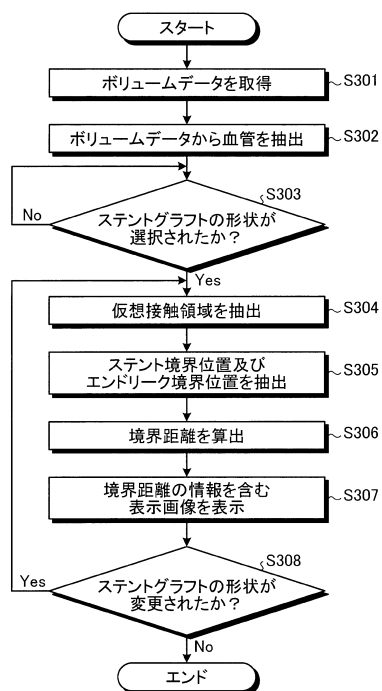 スタート
ボリュームデータを取得
S301
ボリュームデータから血管を抽出
S302
S303
ステントグラフトの形状が
選択されたか?
No
Yes
仮想接触領域を抽出
S304
ステント境界位置及び
エンドリーク境界位置を抽出
S305
境界距離を算出
S306
境界距離の情報を含む
表示画像を表示
S307
S308
ステントグラフトの形状が
変更されたか?
Yes
No
エンド